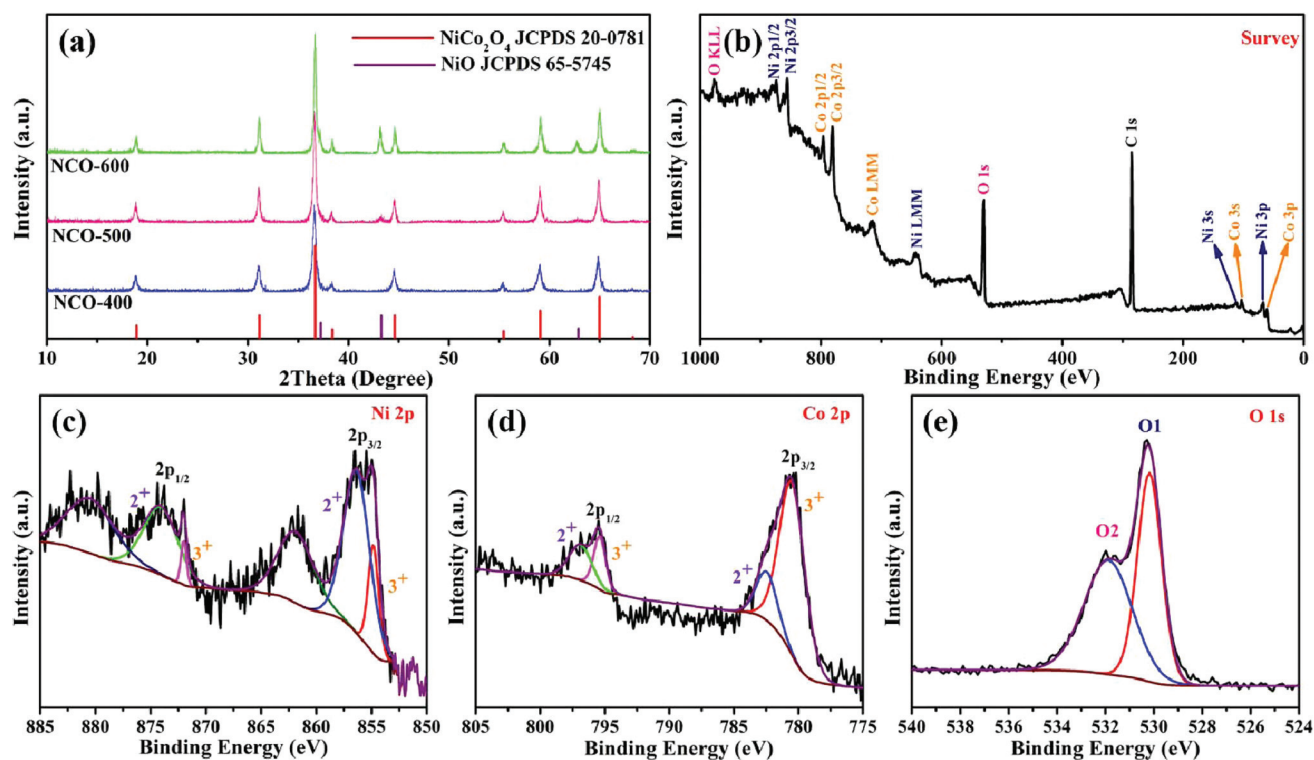 (a)
NiCo₂O₄ JCPDS 20-0781
NiO JCPDS 65-5745
NCO-600
NCO-500
NCO-400
Intensity (a.u.)
10 20 30 40 50 60 70
2Theta (Degree)
(b)
Survey
O KLL
Ni 2p1/2
Ni 2p3/2
Co 2p1/2
Co 2p3/2
Co LMM
Ni LMM
O 1s
C 1s
Ni 3s
Co 3s
Ni 3p
Co 3p
Intensity (a.u.)
1000 800 600 400 200 0
Binding Energy (eV)
(c)
Ni 2p
2p₁/₂
2⁺
3⁺
2p₃/₂
2⁺
3⁺
Intensity (a.u.)
885 880 875 870 865 860 855 850
Binding Energy (eV)
(d)
Co 2p
2p₁/₂
2⁺
3⁺
2p₃/₂
2⁺
3⁺
Intensity (a.u.)
805 800 795 790 785 780 775
Binding Energy (eV)
(e)
O 1s
O1
O2
Intensity (a.u.)
540 538 536 534 532 530 528 526 524
Binding Energy (eV)